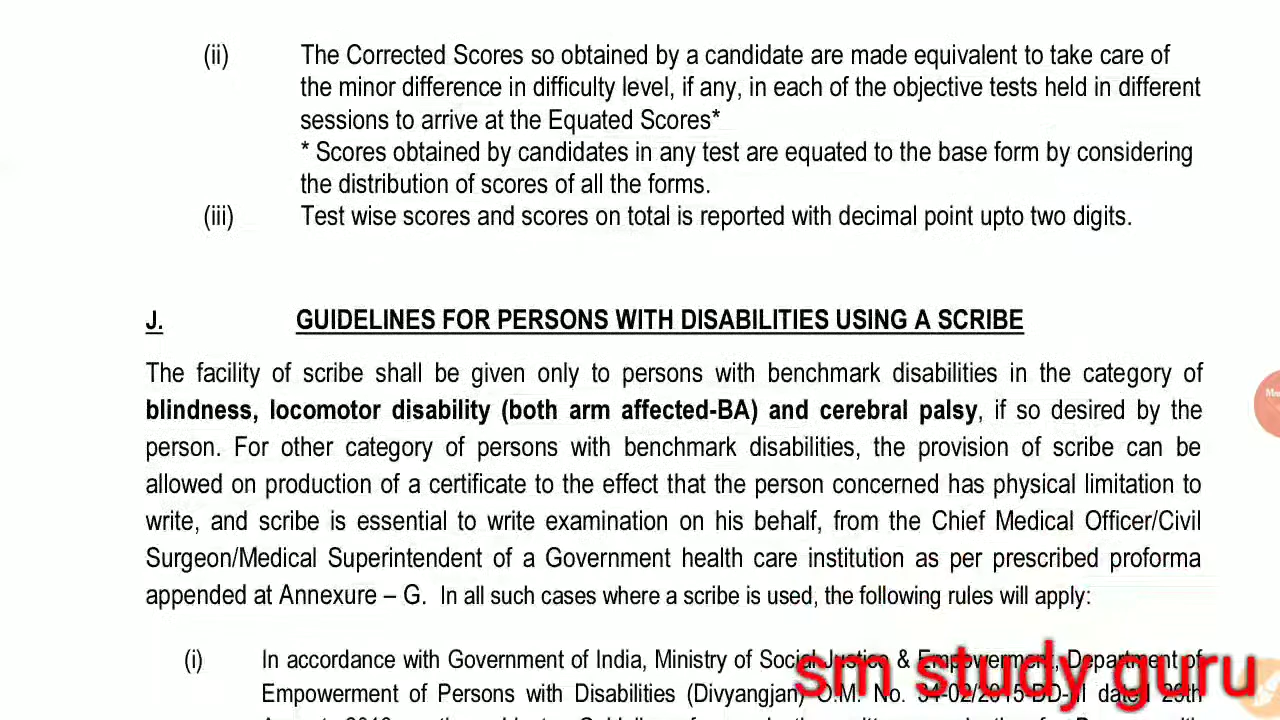 (ii) The Corrected Scores so obtained by a candidate are made equivalent to take care of
the minor difference in difficulty level, if any, in each of the objective tests held in different
sessions to arrive at the Equated Scores*
* Scores obtained by candidates in any test are equated to the base form by considering
the distribution of scores of all the forms.
(iii) Test wise scores and scores on total is reported with decimal point upto two digits.
J. GUIDELINES FOR PERSONS WITH DISABILITIES USING A SCRIBE
The facility of scribe shall be given only to persons with benchmark disabilities in the category of
blindness, locomotor disability (both arm affected-BA) and cerebral palsy, if so desired by the
person. For other category of persons with benchmark disabilities, the provision of scribe can be
allowed on production of a certificate to the effect that the person concerned has physical limitation to
write, and scribe is essential to write examination on his behalf, from the Chief Medical Officer/Civil
Surgeon/Medical Superintendent of a Government health care institution as per prescribed proforma
appended at Annexure – G. In all such cases where a scribe is used, the following rules will apply:
(i) In accordance with Government of India, Ministry of Social Justice & Empowerment, Department of
Empowerment of Persons with Disabilities (Divyangjan) O.M. No.
sm study guru